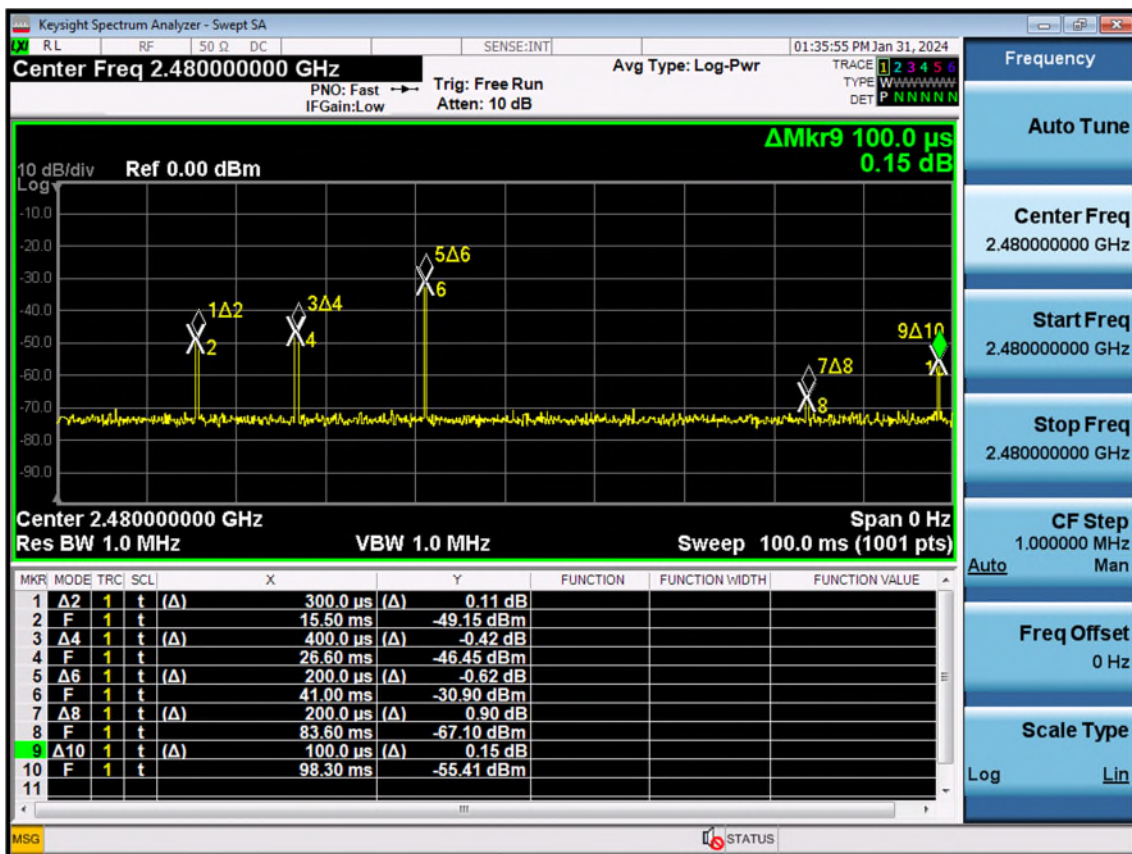 Keysight Spectrum Analyzer - Swept SA
LXI RL RF 50 Ω DC SENSE:INT 01:35:55 PM Jan 31, 2024
Center Freq 2.480000000 GHz
PNO: Fast
IFGain:Low
Trig: Free Run
Atten: 10 dB
Avg Type: Log-Pwr
TRACE 1 2 3 4 5 6
TYPE WWWWWW
DET P N N N N N
ΔMkr9 100.0 µs
0.15 dB
10 dB/div Ref 0.00 dBm
Log
-10.0
-20.0
-30.0
-40.0
-50.0
-60.0
-70.0
-80.0
-90.0
1Δ2
2
3Δ4
4
5Δ6
6
7Δ8
8
9Δ10
Center 2.480000000 GHz Span 0 Hz
Res BW 1.0 MHz VBW 1.0 MHz Sweep 100.0 ms (1001 pts)
MKR MODE TRC SCL X Y FUNCTION FUNCTION WIDTH FUNCTION VALUE
1 Δ2 1 t (Δ) 300.0 µs (Δ) 0.11 dB
2 F 1 t 15.50 ms -49.15 dBm
3 Δ4 1 t (Δ) 400.0 µs (Δ) -0.42 dB
4 F 1 t 26.60 ms -46.45 dBm
5 Δ6 1 t (Δ) 200.0 µs (Δ) -0.62 dB
6 F 1 t 41.00 ms -30.90 dBm
7 Δ8 1 t (Δ) 200.0 µs (Δ) 0.90 dB
8 F 1 t 83.60 ms -67.10 dBm
9 Δ10 1 t (Δ) 100.0 µs (Δ) 0.15 dB
10 F 1 t 98.30 ms -55.41 dBm
11
MSG STATUS
Frequency
Auto Tune
Center Freq
2.480000000 GHz
Start Freq
2.480000000 GHz
Stop Freq
2.480000000 GHz
CF Step
1.000000 MHz
Auto Man
Freq Offset
0 Hz
Scale Type
Log Lin